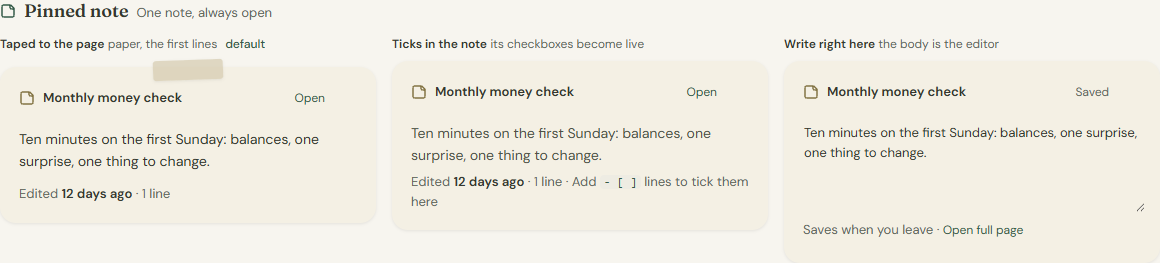 Pinned note One note, always open
Taped to the page paper, the first lines default
Monthly money check Open
Ten minutes on the first Sunday: balances, one
surprise, one thing to change.
Edited 12 days ago · 1 line
Ticks in the note its checkboxes become live
Monthly money check Open
Ten minutes on the first Sunday: balances, one
surprise, one thing to change.
Edited 12 days ago · 1 line · Add - [ ] lines to tick them
here
Write right here the body is the editor
Monthly money check Saved
Ten minutes on the first Sunday: balances, one surprise,
one thing to change.
Saves when you leave · Open full page